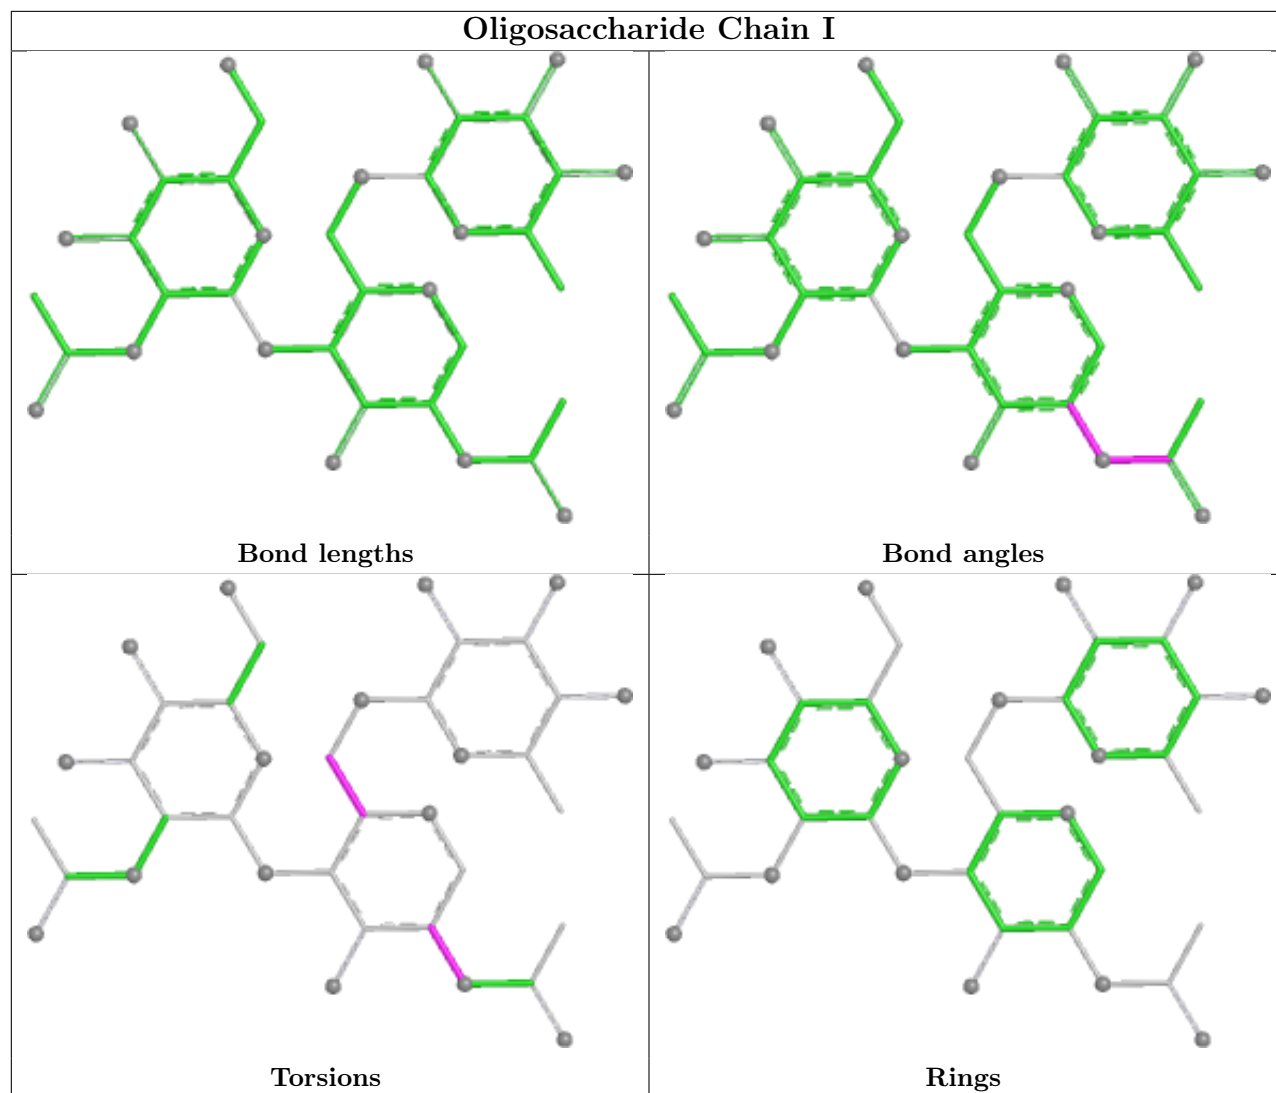 Oligosaccharide Chain I
Bond lengths
Bond angles
Torsions
Rings